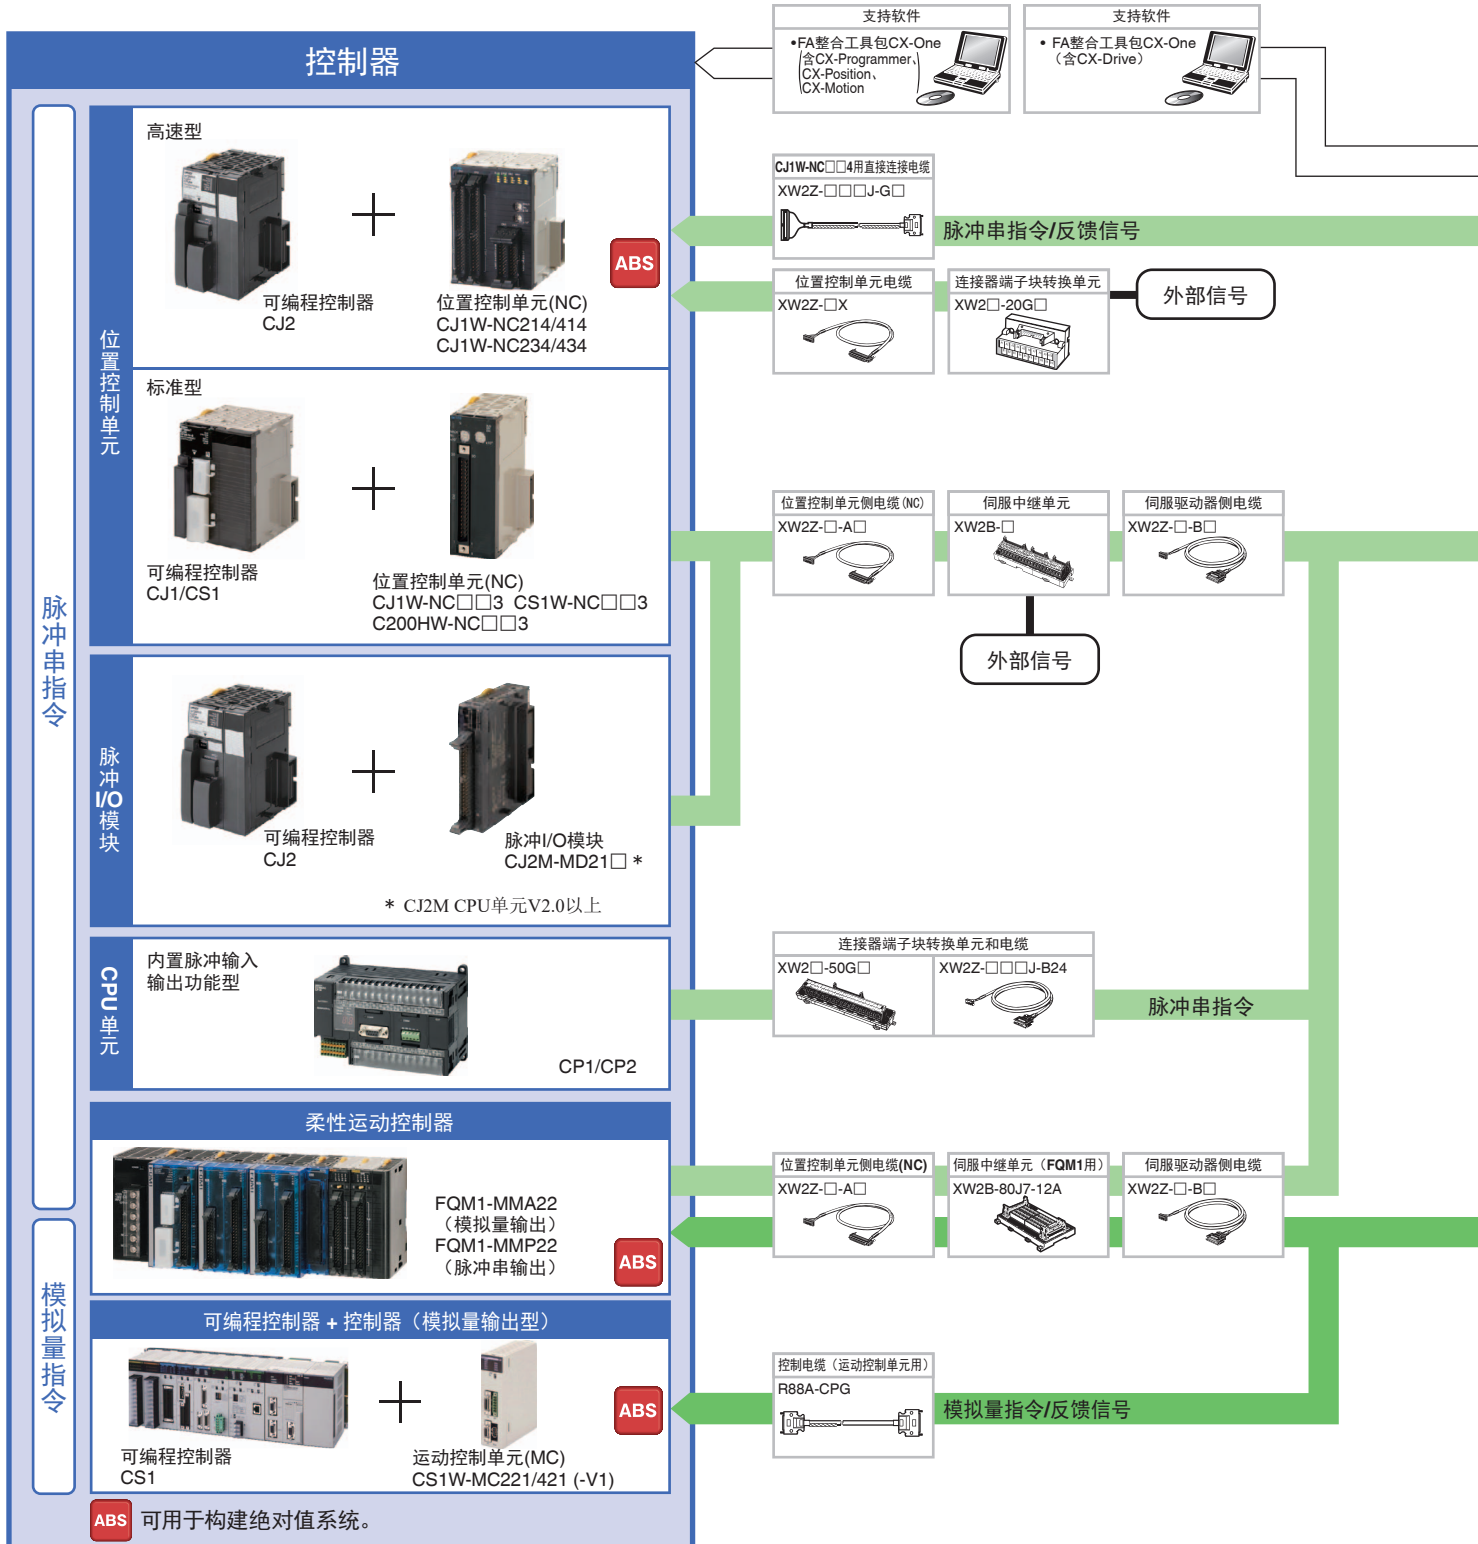 控制器
支持软件
•FA整合工具包CX-One
(含CX-Programmer、
CX-Position、
CX-Motion)
支持软件
• FA整合工具包CX-One
（含CX-Drive）
脉冲串指令
模拟量指令
位置控制单元
高速型
可编程控制器
CJ2
位置控制单元(NC)
CJ1W-NC214/414
CJ1W-NC234/434
ABS
CJ1W-NC□□4用直接连接电缆
XW2Z-□□□J-G□
脉冲串指令/反馈信号
位置控制单元电缆
XW2Z-□X
连接器端子块转换单元
XW2□-20G□
外部信号
标准型
可编程控制器
CJ1/CS1
位置控制单元(NC)
CJ1W-NC□□3 CS1W-NC□□3
C200HW-NC□□3
位置控制单元侧电缆(NC)
XW2Z-□-A□
伺服中继单元
XW2B-□
伺服驱动器侧电缆
XW2Z-□-B□
外部信号
脉冲I/O模块
可编程控制器
CJ2
脉冲I/O模块
CJ2M-MD21□ *
* CJ2M CPU单元V2.0以上
CPU单元
内置脉冲输入
输出功能型
CP1/CP2
连接器端子块转换单元和电缆
XW2□-50G□
XW2Z-□□□J-B24
脉冲串指令
柔性运动控制器
FQM1-MMA22
（模拟量输出）
FQM1-MMP22
（脉冲串输出）
ABS
位置控制单元侧电缆(NC)
XW2Z-□-A□
伺服中继单元（FQM1用）
XW2B-80J7-12A
伺服驱动器侧电缆
XW2Z-□-B□
可编程控制器 + 控制器（模拟量输出型）
可编程控制器
CS1
运动控制单元(MC)
CS1W-MC221/421 (-V1)
ABS
控制电缆（运动控制单元用）
R88A-CPG
模拟量指令/反馈信号
ABS 可用于构建绝对值系统。